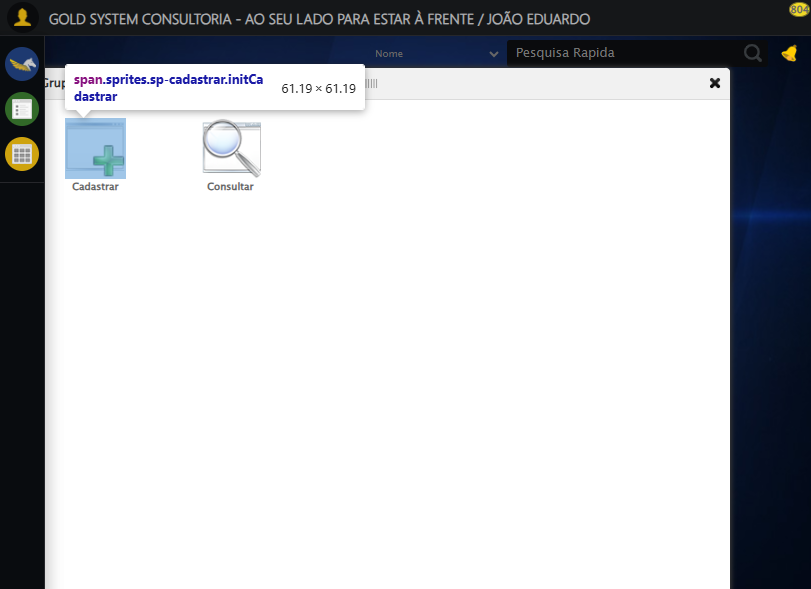 GOLD SYSTEM CONSULTORIA - AO SEU LADO PARA ESTAR À FRENTE / JOÃO EDUARDO
804
Nome
Pesquisa Rapida
span.sprites.sp-cadastrar.initCa
dastrar
61.19 × 61.19
Cadastrar
Consultar